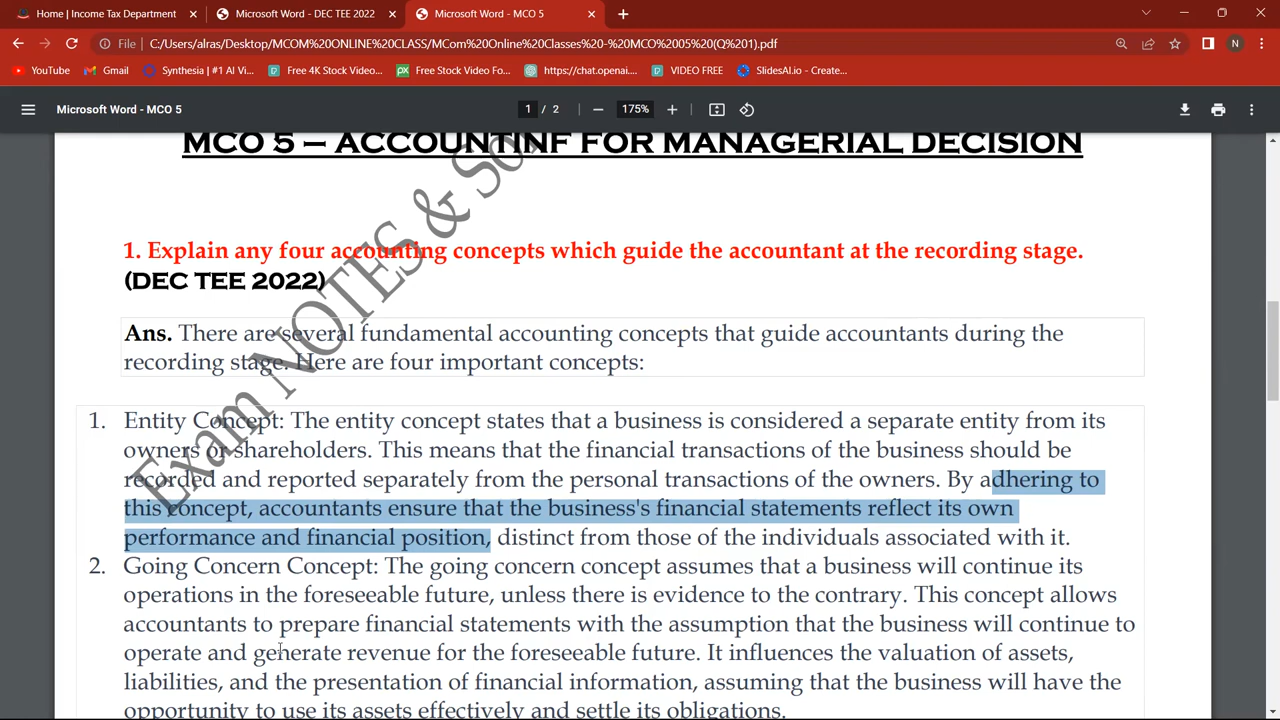 Home | Income Tax Department
Microsoft Word - DEC TEE 2022
Microsoft Word - MCO 5
File
C:/Users/alras/Desktop/MCOM%20ONLINE%20CLASS/MCom%20Online%20Classes%20-%20MCO%2005%20(Q%201).pdf
N
YouTube
Gmail
Synthesia | #1 AI Vi...
Free 4K Stock Video...
Free Stock Video Fo...
https://chat.openai....
VIDEO FREE
SlidesAI.io - Create...
Microsoft Word - MCO 5
1 / 2
175%
MCO 5 – ACCOUNTINF FOR MANAGERIAL DECISION
1. Explain any four accounting concepts which guide the accountant at the recording stage.
(DEC TEE 2022)
Ans. There are several fundamental accounting concepts that guide accountants during the
recording stage. Here are four important concepts:
1. Entity Concept: The entity concept states that a business is considered a separate entity from its
owners or shareholders. This means that the financial transactions of the business should be
recorded and reported separately from the personal transactions of the owners. By adhering to
this concept, accountants ensure that the business's financial statements reflect its own
performance and financial position, distinct from those of the individuals associated with it.
2. Going Concern Concept: The going concern concept assumes that a business will continue its
operations in the foreseeable future, unless there is evidence to the contrary. This concept allows
accountants to prepare financial statements with the assumption that the business will continue to
operate and generate revenue for the foreseeable future. It influences the valuation of assets,
liabilities, and the presentation of financial information, assuming that the business will have the
opportunity to use its assets effectively and settle its obligations.
Exam NOTES & So